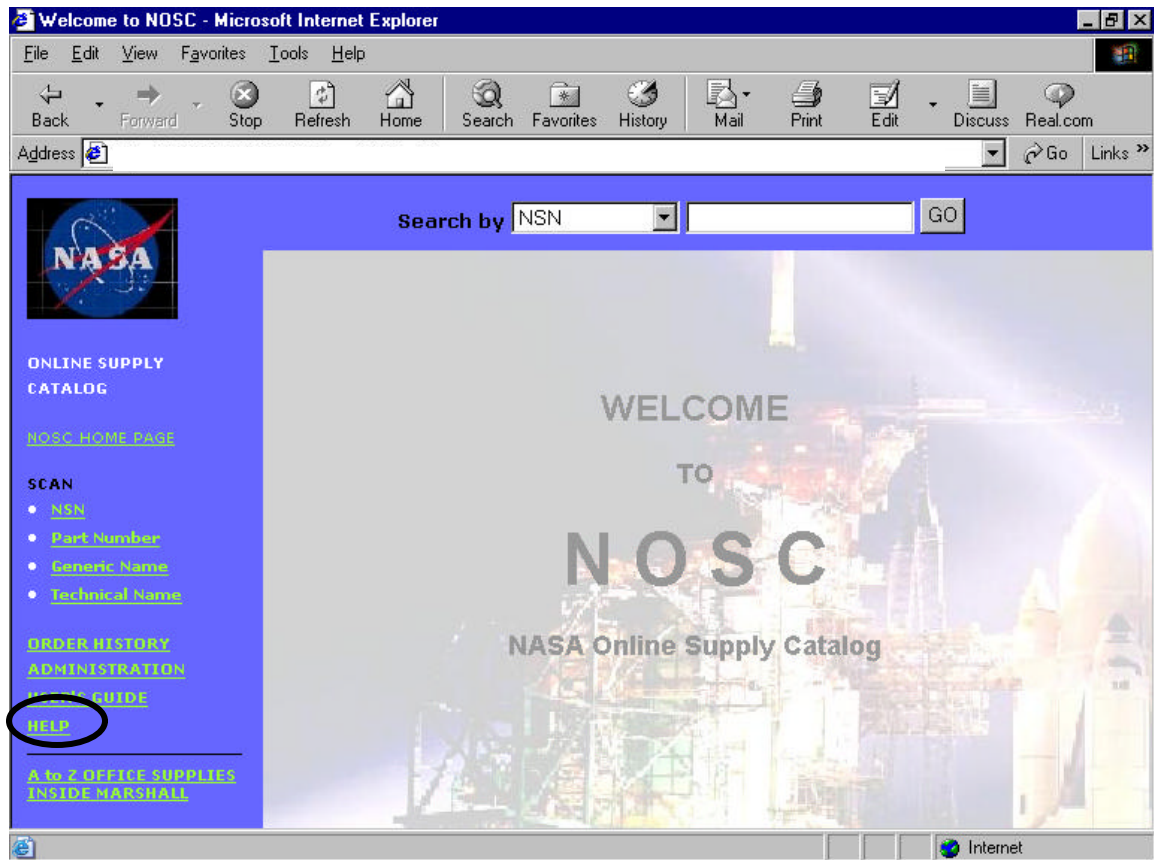 Welcome to NOSC - Microsoft Internet Explorer
File Edit View Favorites Tools Help
Back Forward Stop Refresh Home Search Favorites History Mail Print Edit Discuss Real.com
Address Go Links »
NASA
Search by NSN GO
ONLINE SUPPLY
CATALOG
NOSC HOME PAGE
SCAN
• NSN
• Part Number
• Generic Name
• Technical Name
ORDER HISTORY
ADMINISTRATION
USER'S GUIDE
HELP
A to Z OFFICE SUPPLIES
INSIDE MARSHALL
WELCOME
TO
N O S C
NASA Online Supply Catalog
Internet